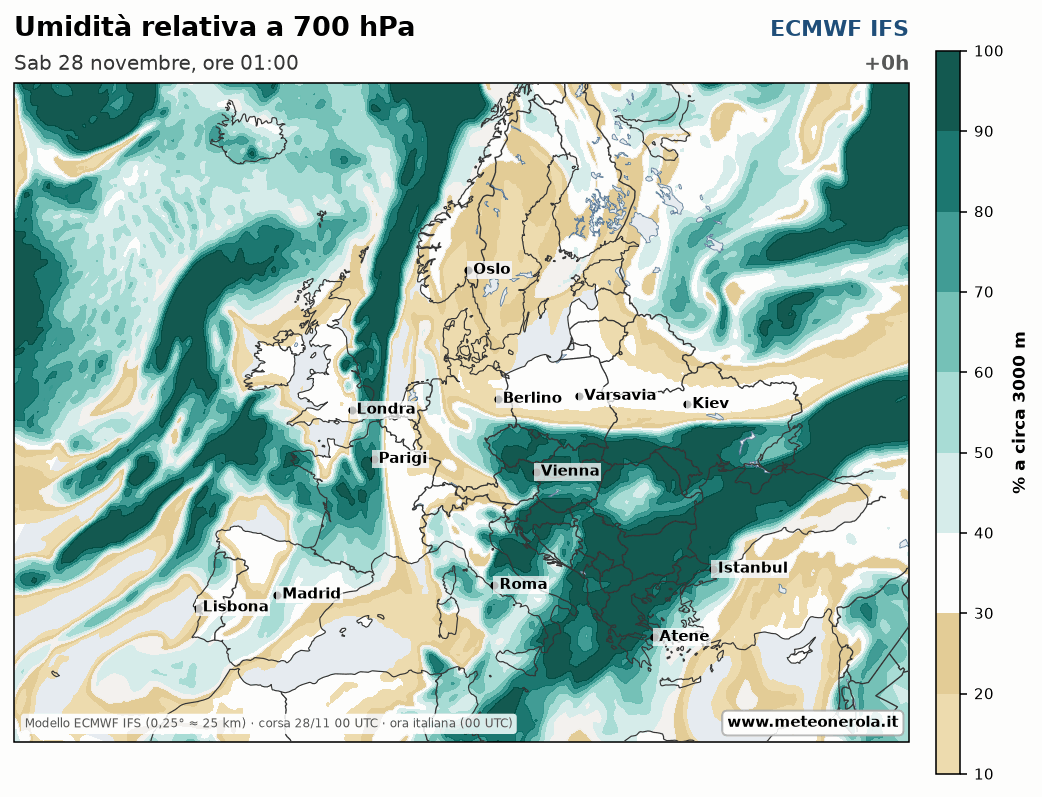 Umidità relativa a 700 hPa
ECMWF IFS
Sab 28 novembre, ore 01:00
+0h
100
90
80
70
60
50
40
30
20
10
% a circa 3000 m
Oslo
Berlino
Varsavia
Kiev
Londra
Parigi
Vienna
Istanbul
Roma
Madrid
Lisbona
Atene
Modello ECMWF IFS (0,25° ≈ 25 km) · corsa 28/11 00 UTC · ora italiana (00 UTC)
www.meteonerola.it